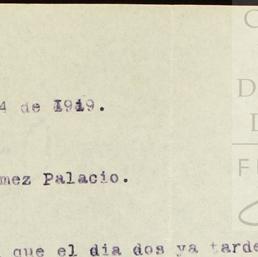 4 de 1919.
mez Palacio.
que el dia dos ya tarde